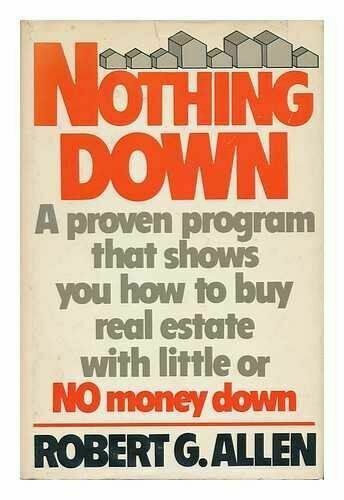 NOTHING
DOWN
A proven program
that shows
you how to buy
real estate
with little or
NO money down
ROBERT G. ALLEN